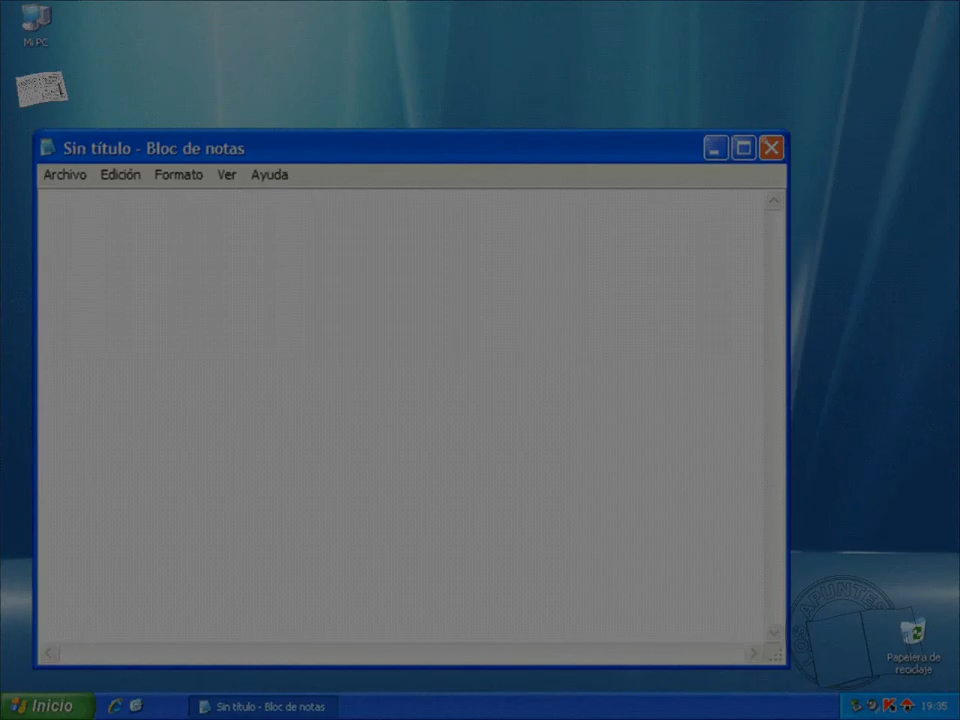 Mi PC
Sin título - Bloc de notas
Archivo Edición Formato Ver Ayuda
APUNTES
Papelera de
reciclaje
Inicio
Sin título - Bloc de notas
19:35